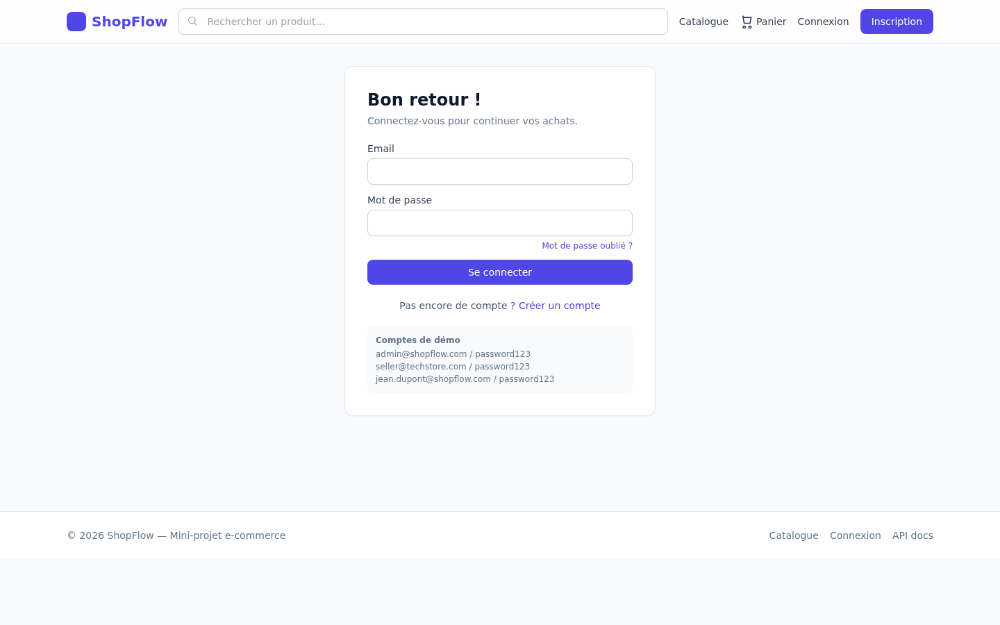 ShopFlow
Rechercher un produit...
Catalogue
Panier
Connexion
Inscription
Bon retour !
Connectez-vous pour continuer vos achats.
Email
Mot de passe
Mot de passe oublié ?
Se connecter
Pas encore de compte ? Créer un compte
Comptes de démo
admin@shopflow.com / password123
seller@techstore.com / password123
jean.dupont@shopflow.com / password123
© 2026 ShopFlow — Mini-projet e-commerce
Catalogue
Connexion
API docs